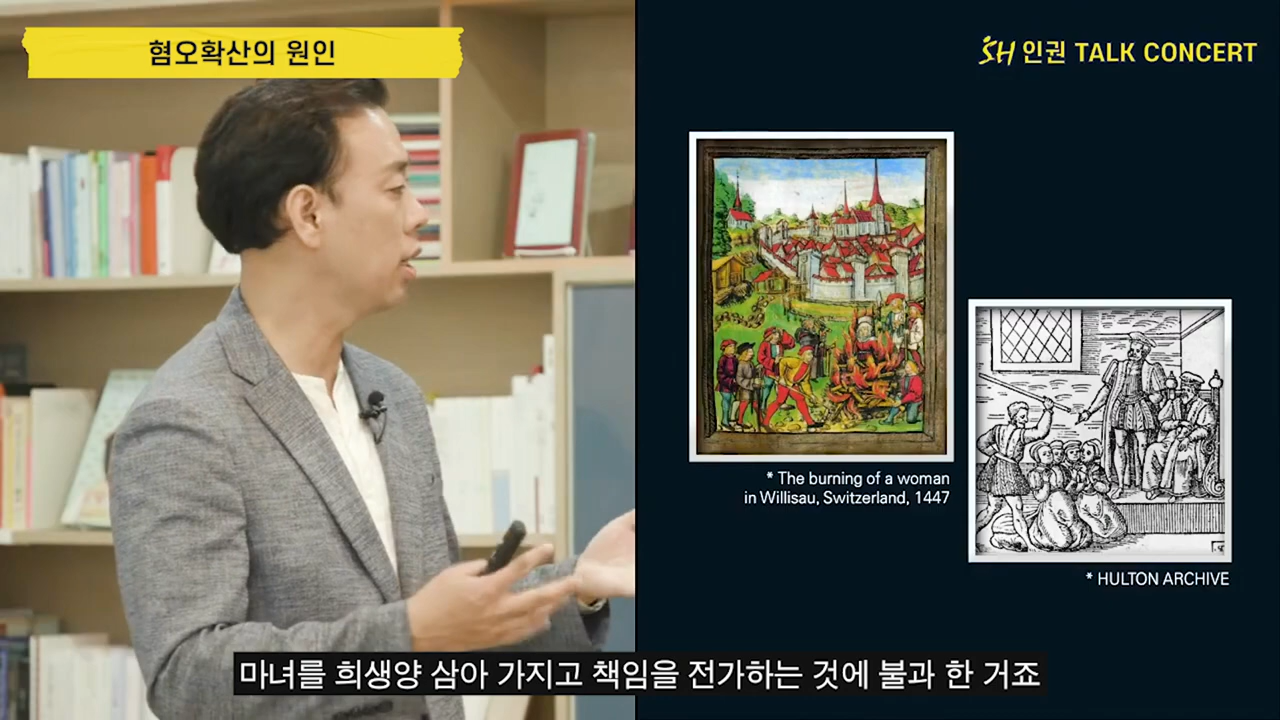 혐오확산의 원인
SH 인권 TALK CONCERT
* The burning of a woman
in Willisau, Switzerland, 1447
* HULTON ARCHIVE
마녀를 희생양 삼아 가지고 책임을 전가하는 것에 불과 한 거죠